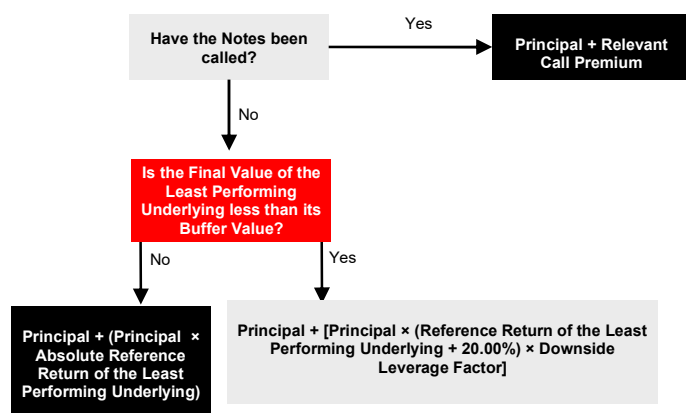 Have the Notes been
called?
Yes
Principal + Relevant
Call Premium
No
Is the Final Value of the
Least Performing
Underlying less than its
Buffer Value?
No
Yes
Principal + (Principal ×
Absolute Reference
Return of the Least
Performing Underlying)
Principal + [Principal × (Reference Return of the Least
Performing Underlying + 20.00%) × Downside
Leverage Factor]